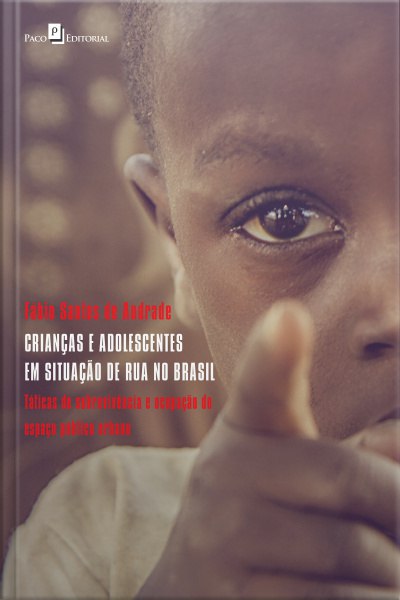 PACO EDITORIAL
Fábio Santos de Andrade
CRIANÇAS E ADOLESCENTES
EM SITUAÇÃO DE RUA NO BRASIL
Táticas de sobrevivência e ocupação do
espaço público urbano